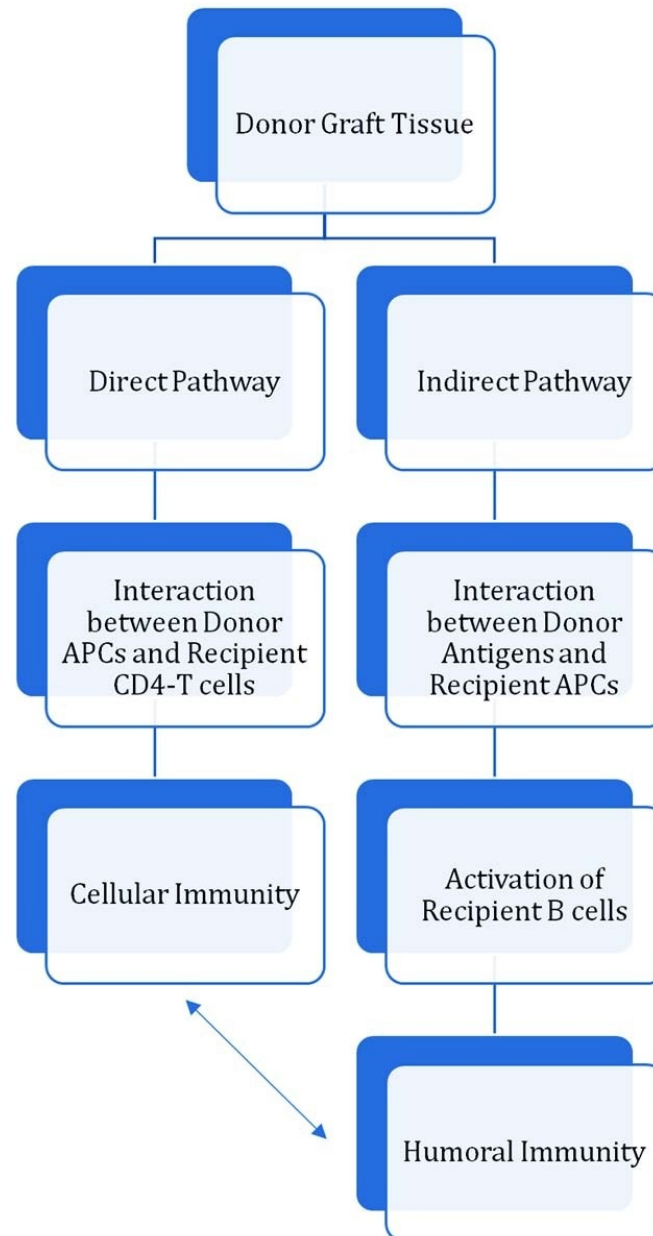 Donor Graft Tissue
Direct Pathway
Indirect Pathway
Interaction
between Donor
APCs and Recipient
CD4-T cells
Interaction
between Donor
Antigens and
Recipient APCs
Cellular Immunity
Activation of
Recipient B cells
Humoral Immunity